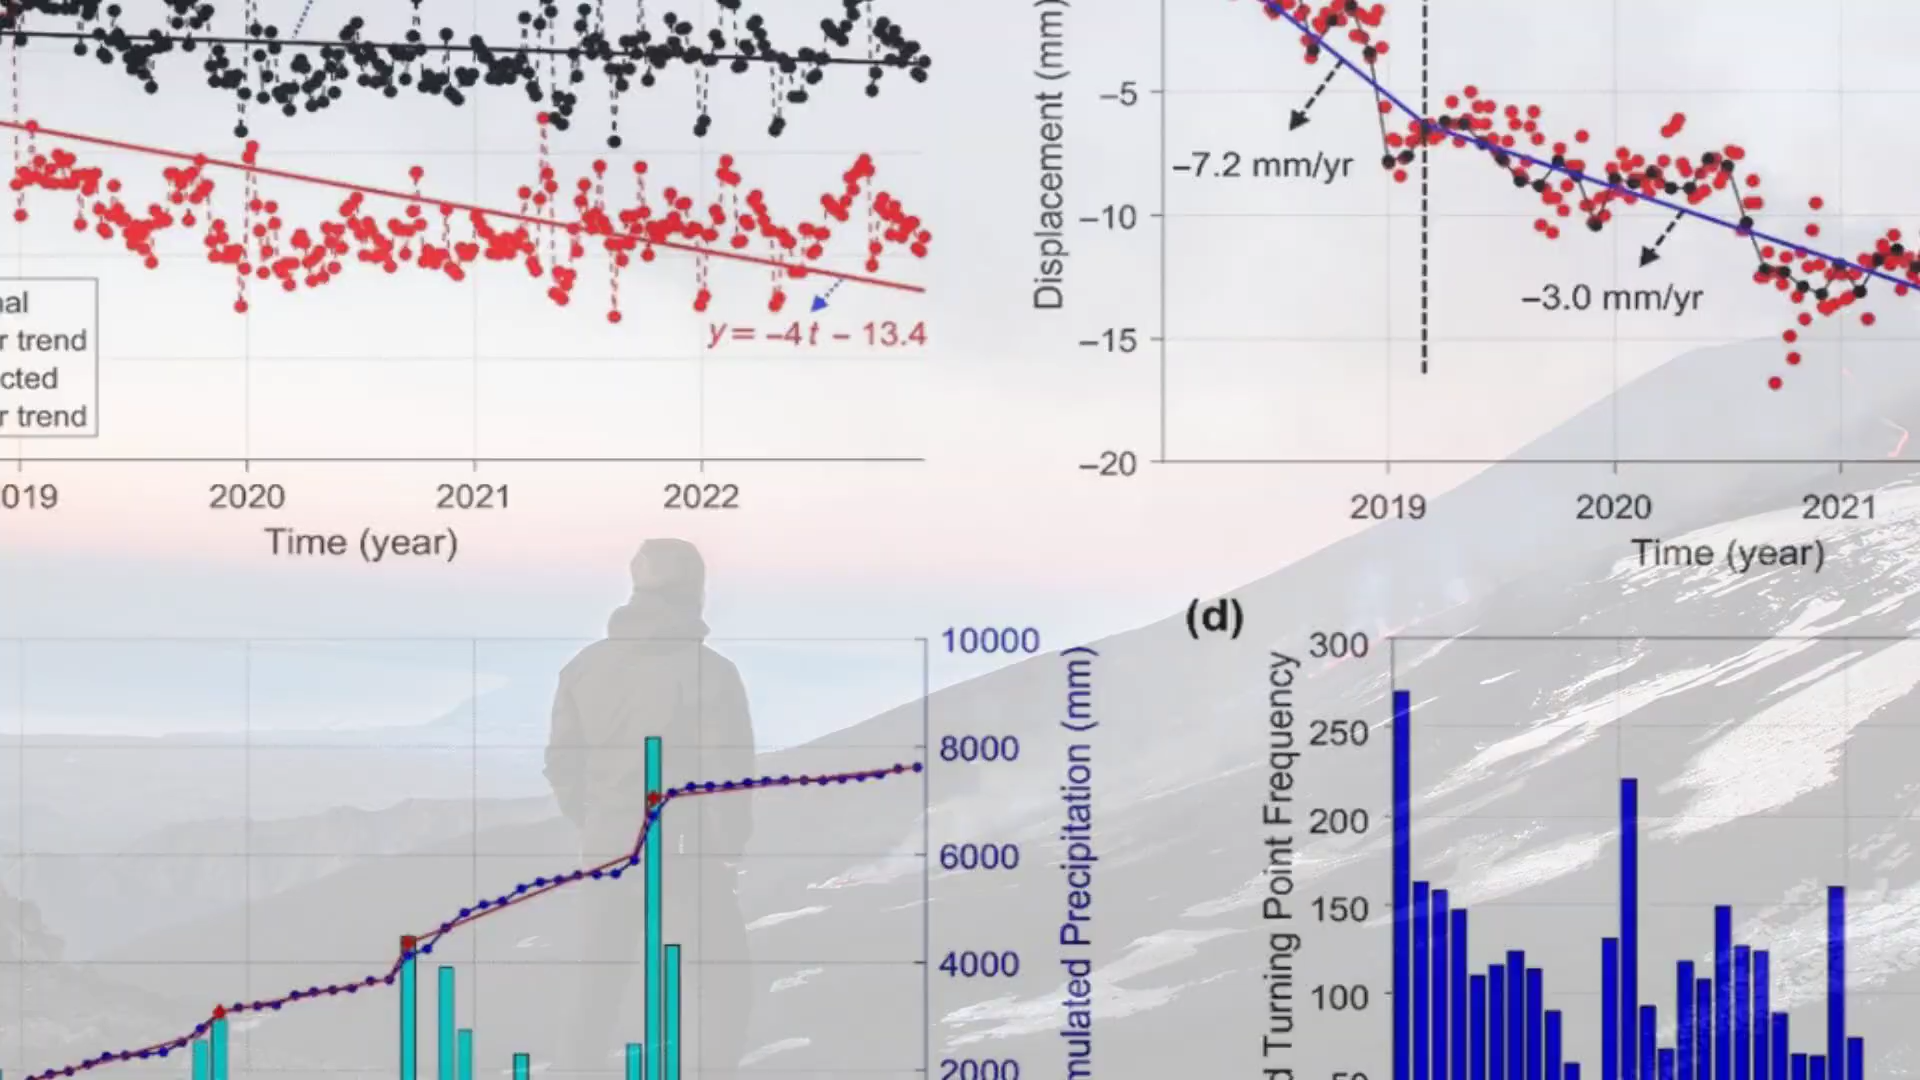 nal
r trend
cted
r trend
y = –4t – 13.4
019
2020
2021
2022
Time (year)
Displacement (mm)
–5
–10
–15
–20
–7.2 mm/yr
–3.0 mm/yr
2019
2020
2021
Time (year)
10000
8000
6000
4000
2000
mulated Precipitation (mm)
(d)
d Turning Point Frequency
300
250
200
150
100
50